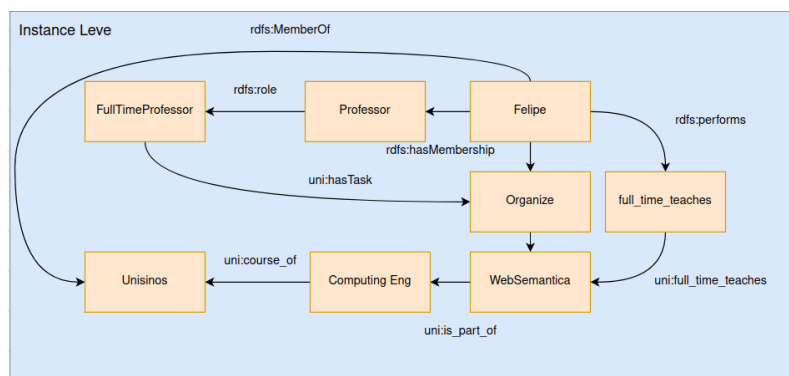 Instance Leve
rdfs:MemberOf
FullTimeProfessor
rdfs:role
Professor
Felipe
rdfs:performs
rdfs:hasMembership
uni:hasTask
Organize
full_time_teaches
Unisinos
uni:course_of
Computing Eng
WebSemantica
uni:full_time_teaches
uni:is_part_of